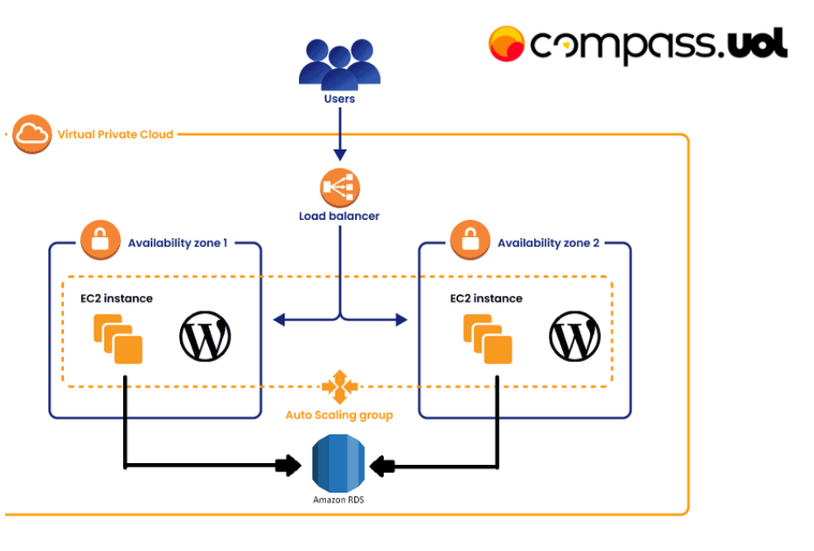 compass.uol
Users
Virtual Private Cloud
Load balancer
Availability zone 1
Availability zone 2
EC2 instance
EC2 instance
W
W
Auto Scaling group
Amazon RDS